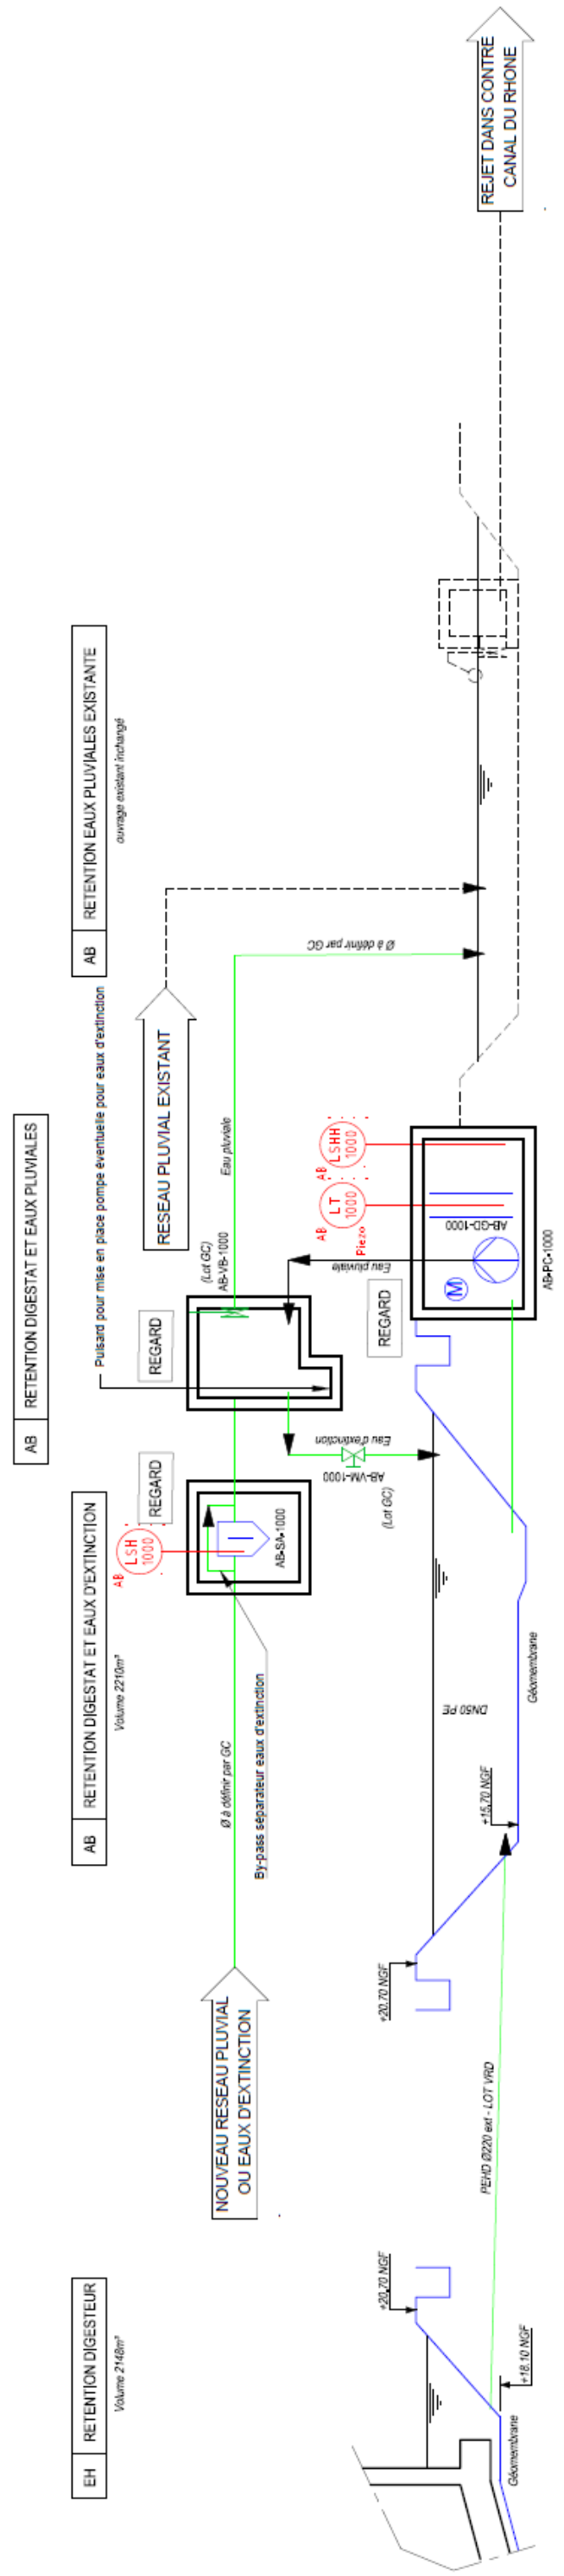 AB RETENTION DIGESTAT ET EAUX PLUVIALES
EH RETENTION DIGESTEUR
Volume 2148m³
AB RETENTION DIGESTAT ET EAUX D'EXTINCTION
Volume 2210m³
AB RETENTION EAUX PLUVIALES EXISTANTE
ouvrage existant inchangé
Puisard pour mise en place pompe éventuelle pour eaux d'extinction
RESEAU PLUVIAL EXISTANT
AB
LSH
1000
REGARD
REGARD
(Lot GC)
AB-VB-1000
Eau pluviale
Ø à définir par GC
NOUVEAU RESEAU PLUVIAL
OU EAUX D'EXTINCTION
Ø à définir par GC
By-pass séparateur eaux d'extinction
AB-SA-1000
Eau d'extinction
AB-VM-1000
(Lot GC)
Eau pluviale
REGARD
AB
LT
1000
Piezo
AB
LSHH
1000
M
AB-GD-1000
AB-PC-1000
+20,70 NGF
+18,10 NGF
Géomembrane
PEHD Ø220 ext - LOT VRD
+20,70 NGF
+15,70 NGF
DN50 PE
Géomembrane
REJET DANS CONTRE
CANAL DU RHONE